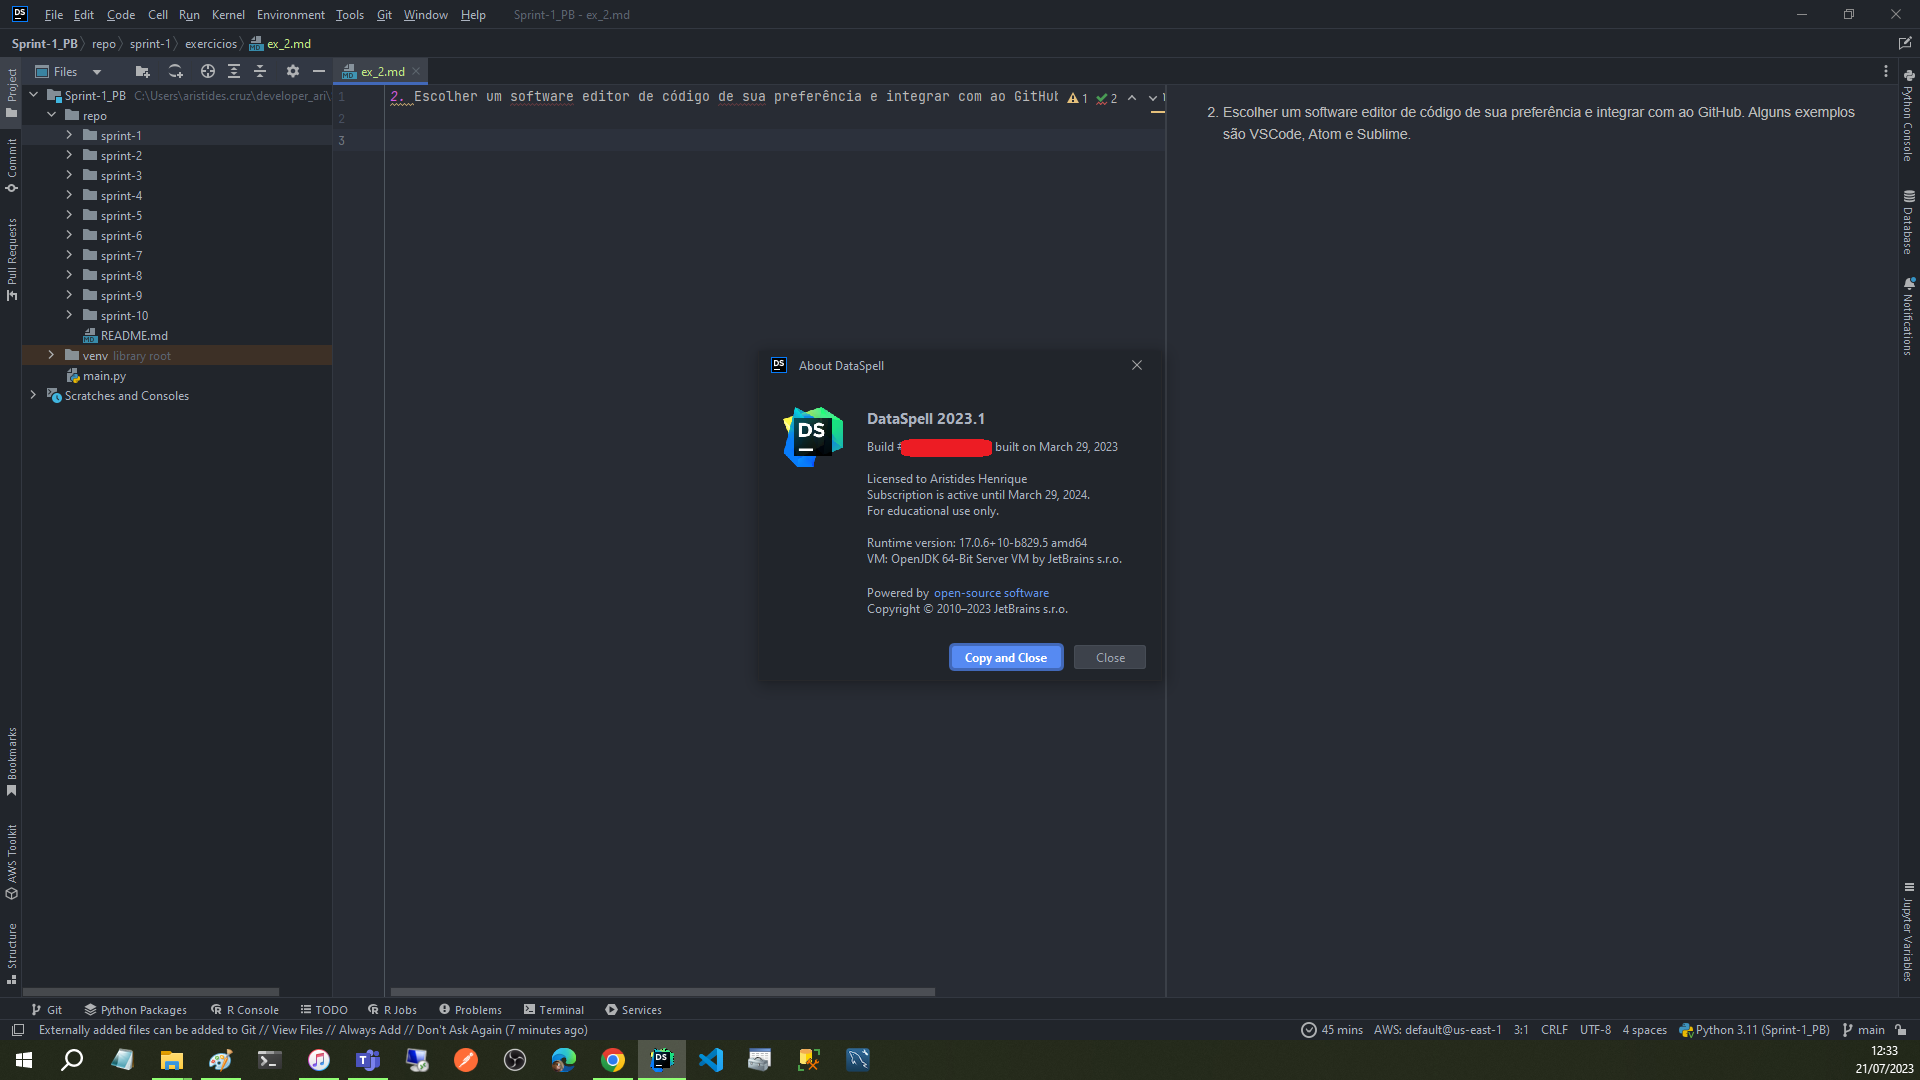 DS File Edit Code Cell Run Kernel Environment Tools Git Window Help Sprint-1_PB - ex_2.md
Sprint-1_PB repo sprint-1 exercicios ex_2.md
Files ex_2.md
Project
Commit
Pull Requests
Bookmarks
AWS Toolkit
Structure
Sprint-1_PB C:\Users\aristides.cruz\developer_ari\
repo
sprint-1
sprint-2
sprint-3
sprint-4
sprint-5
sprint-6
sprint-7
sprint-8
sprint-9
sprint-10
README.md
venv library root
main.py
Scratches and Consoles
1 2. Escolher um software editor de código de sua preferência e integrar com ao GitHub 1 2
2
3
2. Escolher um software editor de código de sua preferência e integrar com ao GitHub. Alguns exemplos
são VSCode, Atom e Sublime.
Python Console
Database
Notifications
Jupyter Variables
DS About DataSpell
DS
DataSpell 2023.1
Build # built on March 29, 2023
Licensed to Aristides Henrique
Subscription is active until March 29, 2024.
For educational use only.
Runtime version: 17.0.6+10-b829.5 amd64
VM: OpenJDK 64-Bit Server VM by JetBrains s.r.o.
Powered by open-source software
Copyright © 2010–2023 JetBrains s.r.o.
Copy and Close Close
Git Python Packages R Console TODO R Jobs Problems Terminal Services
Externally added files can be added to Git // View Files // Always Add // Don't Ask Again (7 minutes ago) 45 mins AWS: default@us-east-1 3:1 CRLF UTF-8 4 spaces Python 3.11 (Sprint-1_PB) main
12:33
21/07/2023